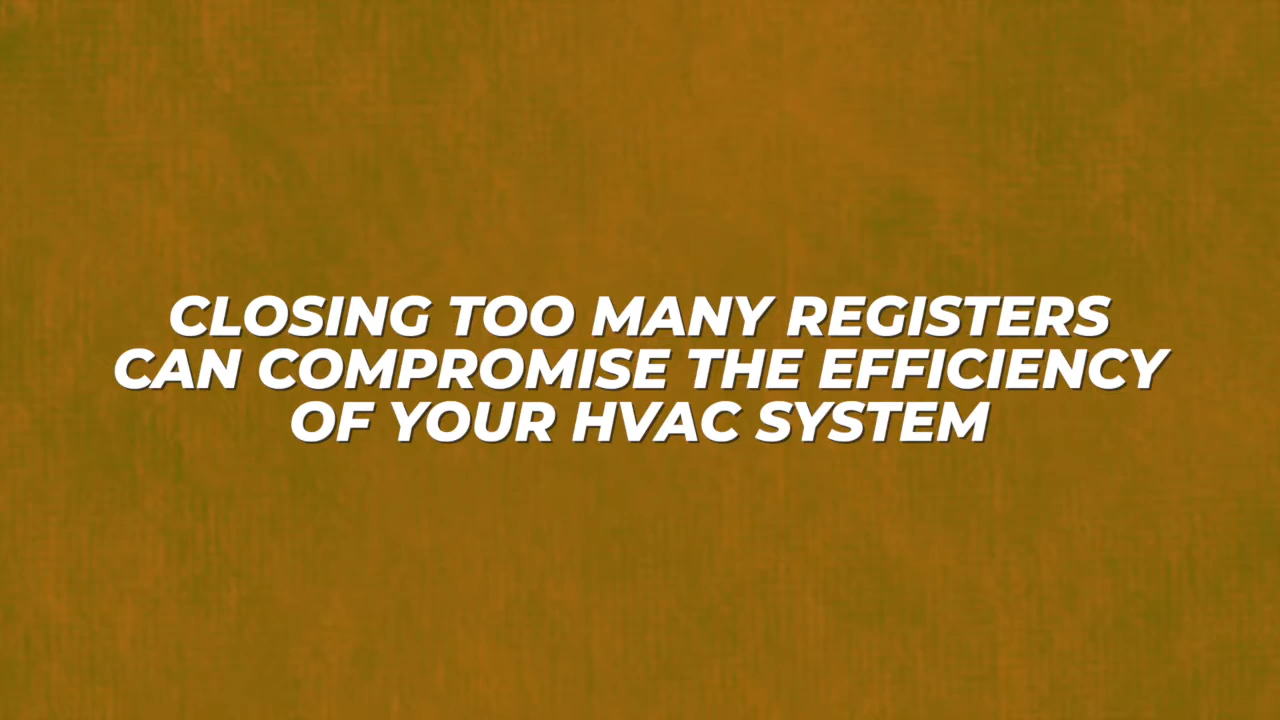 CLOSING TOO MANY REGISTERS
CAN COMPROMISE THE EFFICIENCY
OF YOUR HVAC SYSTEM